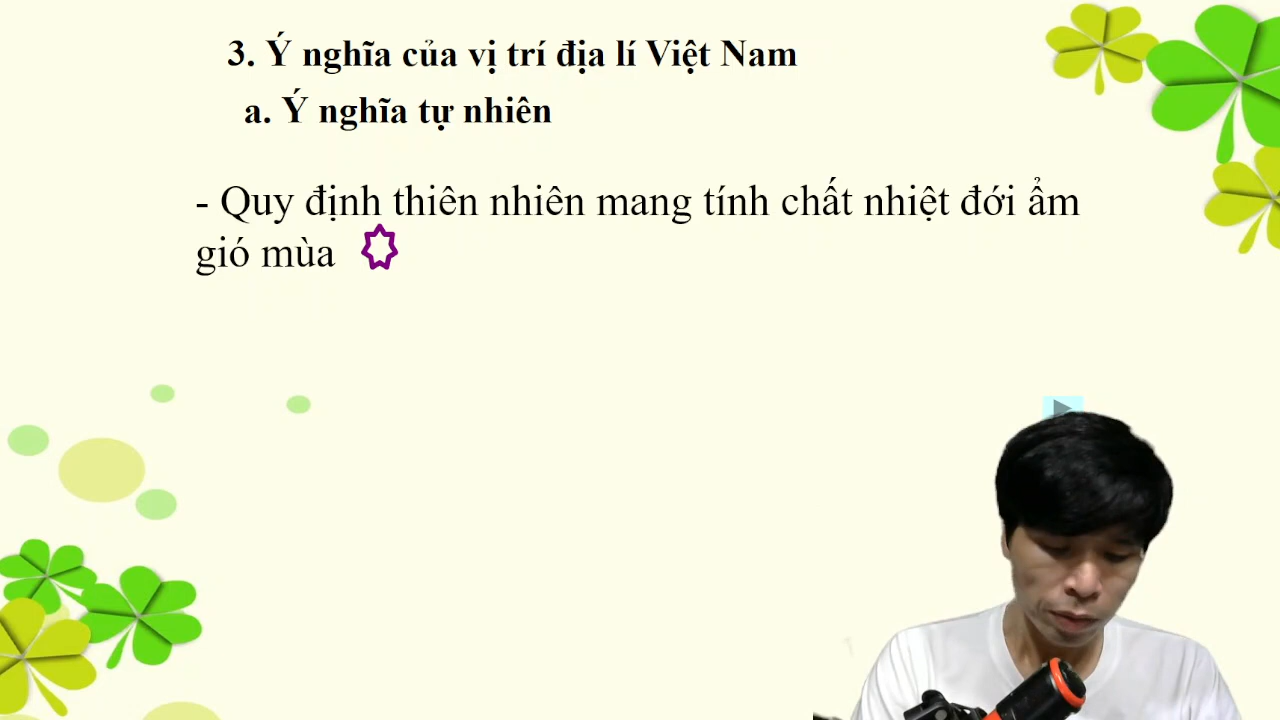 3. Ý nghĩa của vị trí địa lí Việt Nam
a. Ý nghĩa tự nhiên
- Quy định thiên nhiên mang tính chất nhiệt đới ẩm
gió mùa